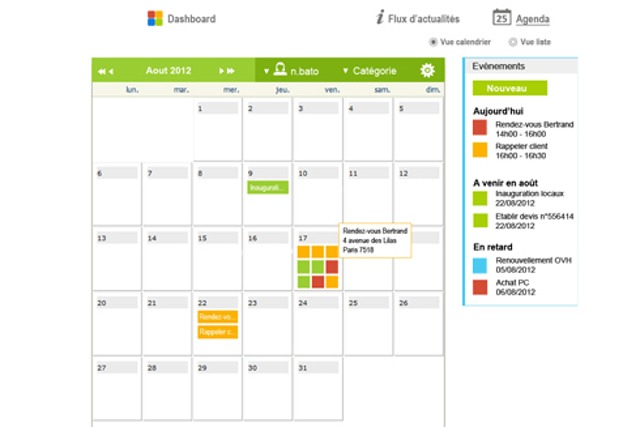 Dashboard
Flux d'actualités
25
Agenda
Vue calendrier
Vue liste
Aout 2012
n.bato
Catégorie
lun. mar. mer. jeu. ven. sam. dim.
1 2 3 4 5
6 7 8 9 10 11 12
Inaugurati...
13 14 15 16 17
Rendez-vous Bertrand
4 avenue des Lilas
Paris 7518
20 21 22 23 24 25 26
Rendez-vo...
Rappeler c...
27 28 29 30 31
Evènements
Nouveau
Aujourd'hui
Rendez-vous Bertrand
14h00 - 16h00
Rappeler client
16h00 - 16h30
A venir en août
Inauguration locaux
22/08/2012
Etablir devis n°556414
22/08/2012
En retard
Renouvellement OVH
05/08/2012
Achat PC
06/08/2012